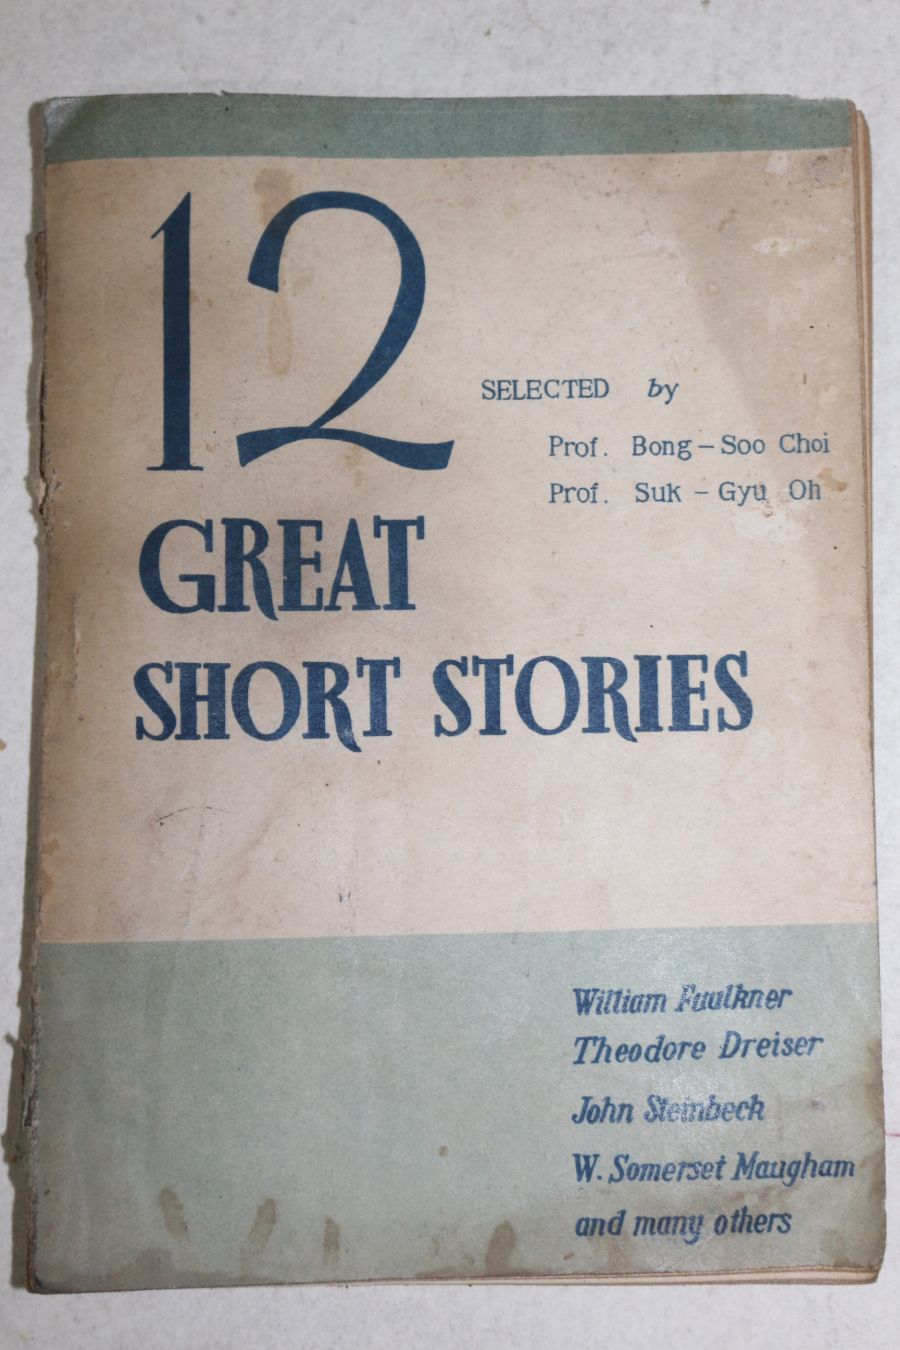 12
SELECTED by
Prof. Bong-Soo Choi
Prof. Suk-Gyu Oh
GREAT
SHORT STORIES
William Faulkner
Theodore Dreiser
John Steinbeck
W. Somerset Maugham
and many others